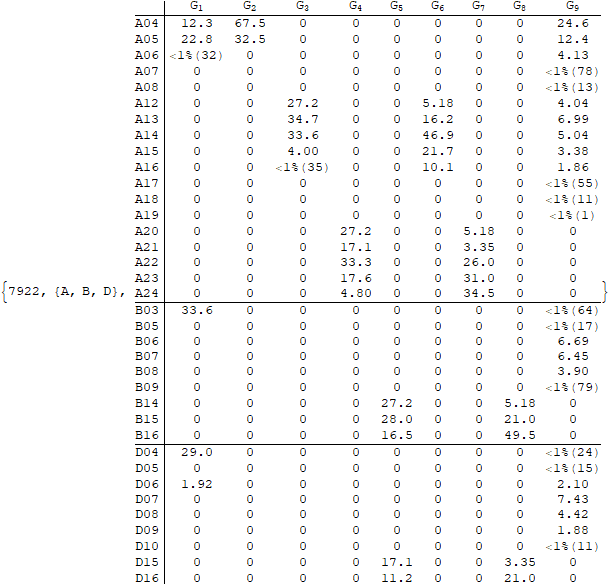 G1 G2 G3 G4 G5 G6 G7 G8 G9
A04 12.3 67.5 0 0 0 0 0 0 24.6
A05 22.8 32.5 0 0 0 0 0 0 12.4
A06 <1%(32) 0 0 0 0 0 0 0 4.13
A07 0 0 0 0 0 0 0 0 <1%(78)
A08 0 0 0 0 0 0 0 0 <1%(13)
A12 0 0 27.2 0 0 5.18 0 0 4.04
A13 0 0 34.7 0 0 16.2 0 0 6.99
A14 0 0 33.6 0 0 46.9 0 0 5.04
A15 0 0 4.00 0 0 21.7 0 0 3.38
A16 0 0 <1%(35) 0 0 10.1 0 0 1.86
A17 0 0 0 0 0 0 0 0 <1%(55)
A18 0 0 0 0 0 0 0 0 <1%(11)
A19 0 0 0 0 0 0 0 0 <1%(1)
A20 0 0 0 27.2 0 0 5.18 0 0
A21 0 0 0 17.1 0 0 3.35 0 0
A22 0 0 0 33.3 0 0 26.0 0 0
A23 0 0 0 17.6 0 0 31.0 0 0
{7922, {A, B, D}, A24 0 0 0 4.80 0 0 34.5 0 0 }
B03 33.6 0 0 0 0 0 0 0 <1%(64)
B05 0 0 0 0 0 0 0 0 <1%(17)
B06 0 0 0 0 0 0 0 0 6.69
B07 0 0 0 0 0 0 0 0 6.45
B08 0 0 0 0 0 0 0 0 3.90
B09 0 0 0 0 0 0 0 0 <1%(79)
B14 0 0 0 0 27.2 0 0 5.18 0
B15 0 0 0 0 28.0 0 0 21.0 0
B16 0 0 0 0 16.5 0 0 49.5 0
D04 29.0 0 0 0 0 0 0 0 <1%(24)
D05 0 0 0 0 0 0 0 0 <1%(15)
D06 1.92 0 0 0 0 0 0 0 2.10
D07 0 0 0 0 0 0 0 0 7.43
D08 0 0 0 0 0 0 0 0 4.42
D09 0 0 0 0 0 0 0 0 1.88
D10 0 0 0 0 0 0 0 0 <1%(11)
D15 0 0 0 0 17.1 0 0 3.35 0
D16 0 0 0 0 11.2 0 0 21.0 0